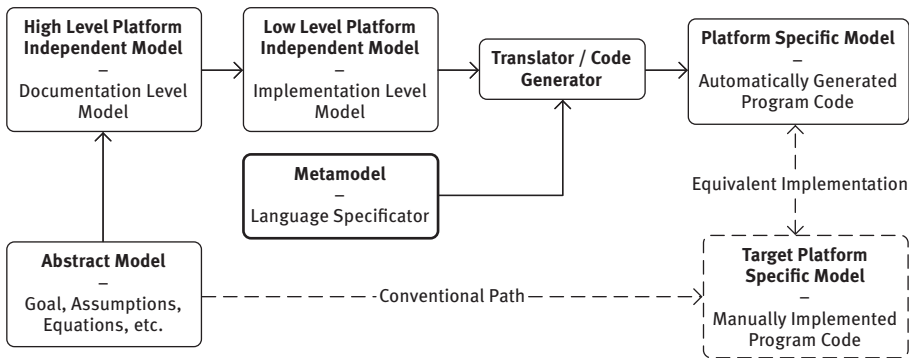 High Level Platform
Independent Model
–
Documentation Level
Model
Low Level Platform
Independent Model
–
Implementation Level
Model
Translator / Code
Generator
Platform Specific Model
–
Automatically Generated
Program Code
Metamodel
–
Language Specificator
Equivalent Implementation
Abstract Model
–
Goal, Assumptions,
Equations, etc.
Conventional Path
Target Platform
Specific Model
–
Manually Implemented
Program Code